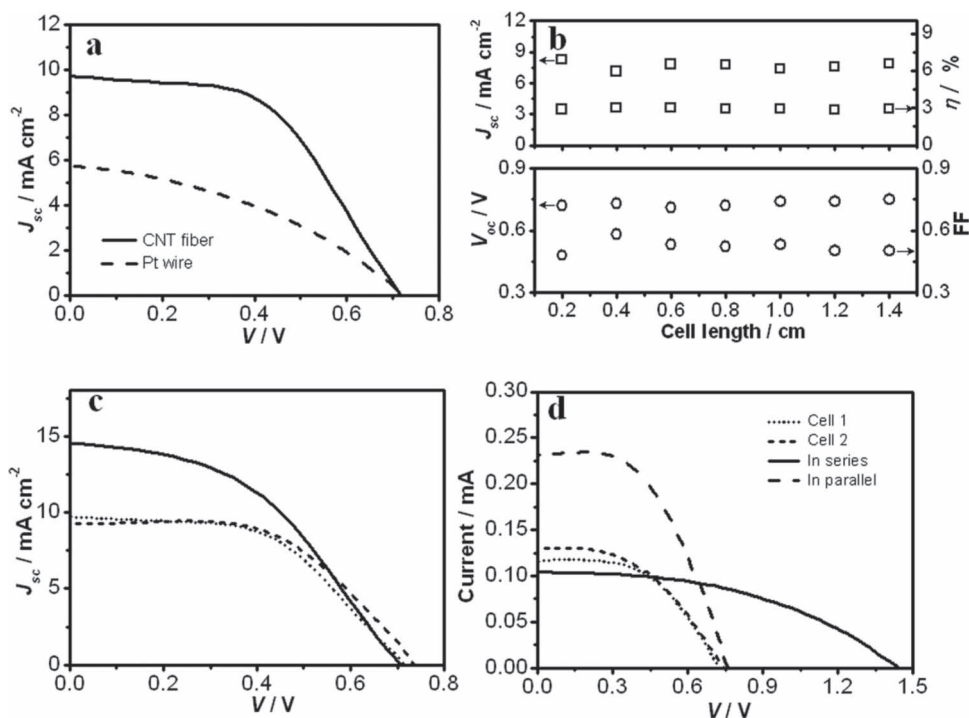 a
12
10
8
6
4
2
0
J_sc / mA cm⁻²
CNT fiber
Pt wire
0.0 0.2 0.4 0.6 0.8
V / V
b
12
9
6
3
0
J_sc / mA cm⁻²
9
6
3
0
η / %
0.9
0.6
0.3
V_oc / V
0.9
0.6
0.3
FF
0.2 0.4 0.6 0.8 1.0 1.2 1.4
Cell length / cm
c
15
10
5
0
J_sc / mA cm⁻²
0.0 0.2 0.4 0.6 0.8
V / V
d
0.30
0.25
0.20
0.15
0.10
0.05
0.00
Current / mA
Cell 1
Cell 2
In series
In parallel
0.0 0.3 0.6 0.9 1.2 1.5
V / V